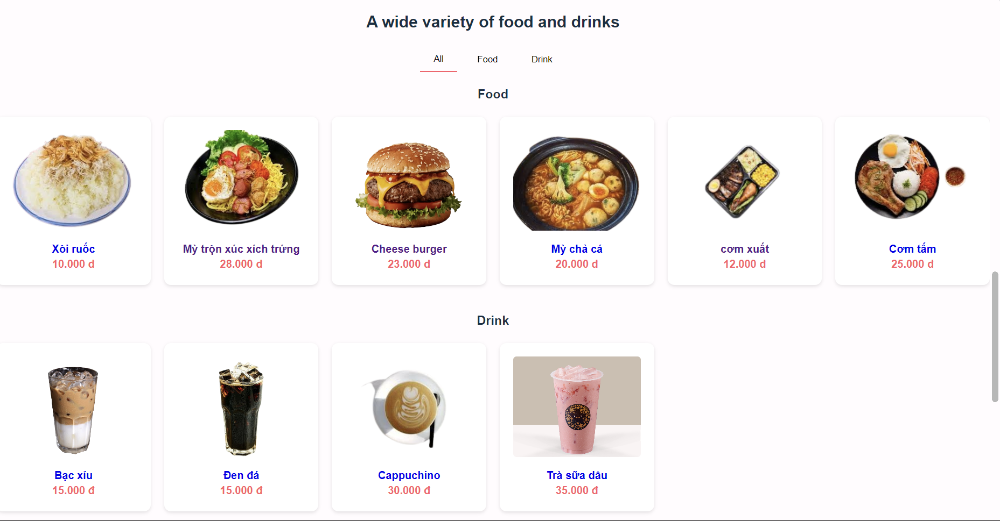 A wide variety of food and drinks
All
Food
Drink
Food
Xôi ruốc
10.000 đ
Mỳ trộn xúc xích trứng
28.000 đ
Cheese burger
23.000 đ
Mỳ chả cá
20.000 đ
cơm xuất
12.000 đ
Cơm tấm
25.000 đ
Drink
Bạc xỉu
15.000 đ
Đen đá
15.000 đ
Cappuchino
30.000 đ
Trà sữa dâu
35.000 đ